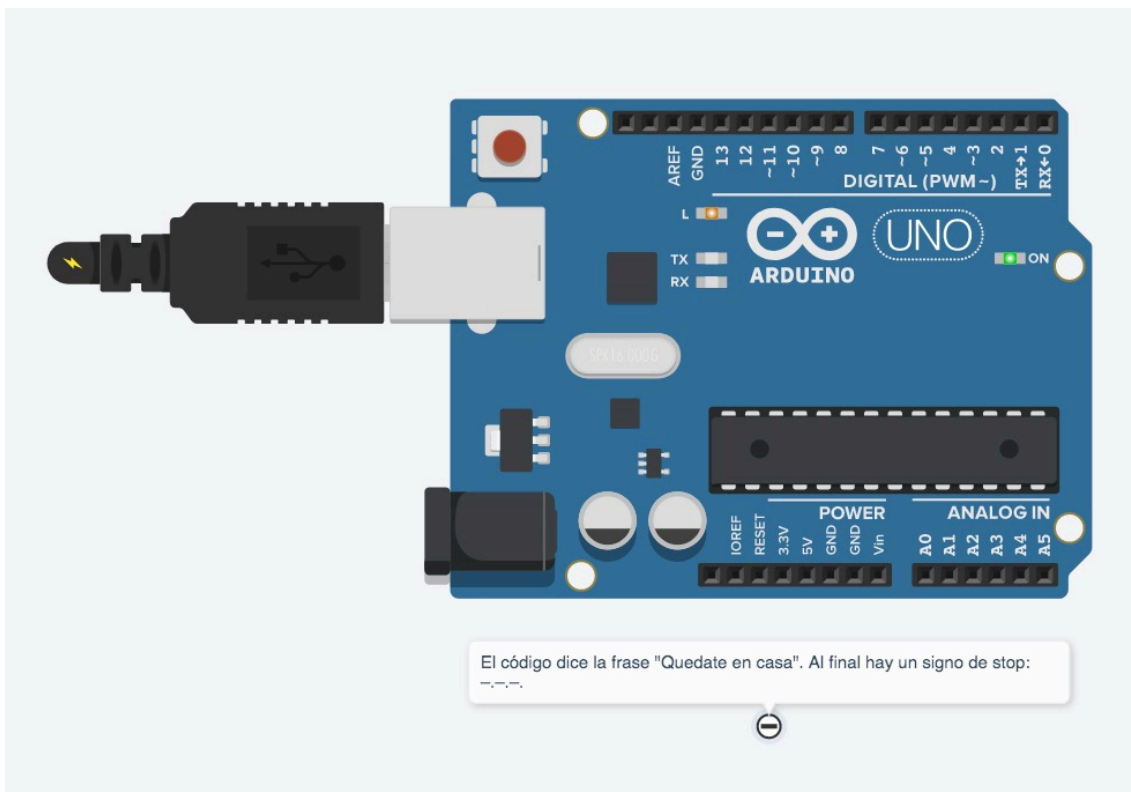 AREF
GND
13
12
~11
~10
~9
8
7
~6
~5
4
~3
2
TX→1
RX←0
DIGITAL (PWM ~)
L
TX
RX
ARDUINO
UNO
ON
IOREF
RESET
3.3V
5V
GND
GND
Vin
POWER
ANALOG IN
A0
A1
A2
A3
A4
A5
El código dice la frase "Quedate en casa". Al final hay un signo de stop:
–.–.–.